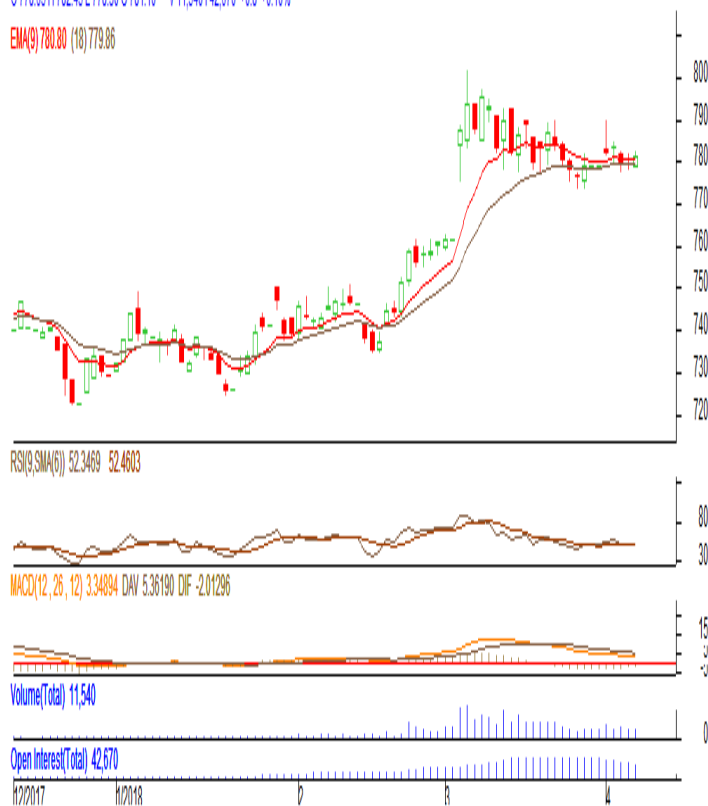 EMA(9) 780.80 (18) 779.86
800
790
780
770
760
750
740
730
720
RSI(9,SMA(6)) 52.3469 52.4603
80
30
MACD(12 , 26 , 12) 3.34894 DAV 5.36190 DIF -2.01296
15
Volume(Total) 11,540
0
Open Interest(Total) 42,670
12/2017 1/2018 2 3 4